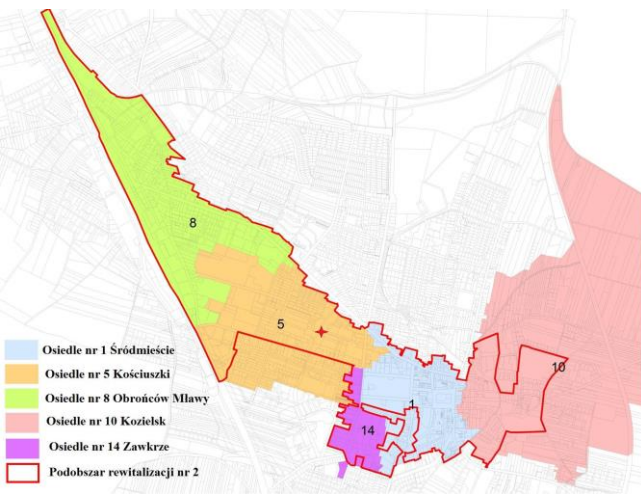 8
5
10
1
14
Osiedle nr 1 Śródmieście
Osiedle nr 5 Kościuszki
Osiedle nr 8 Obrońców Mławy
Osiedle nr 10 Kozielsk
Osiedle nr 14 Zawkrze
Podobszar rewitalizacji nr 2